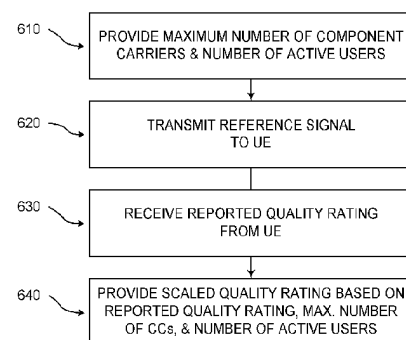 610
PROVIDE MAXIMUM NUMBER OF COMPONENT
CARRIERS & NUMBER OF ACTIVE USERS
620
TRANSMIT REFERENCE SIGNAL
TO UE
630
RECEIVE REPORTED QUALITY RATING
FROM UE
640
PROVIDE SCALED QUALITY RATING BASED ON
REPORTED QUALITY RATING, MAX. NUMBER
OF CCs, & NUMBER OF ACTIVE USERS